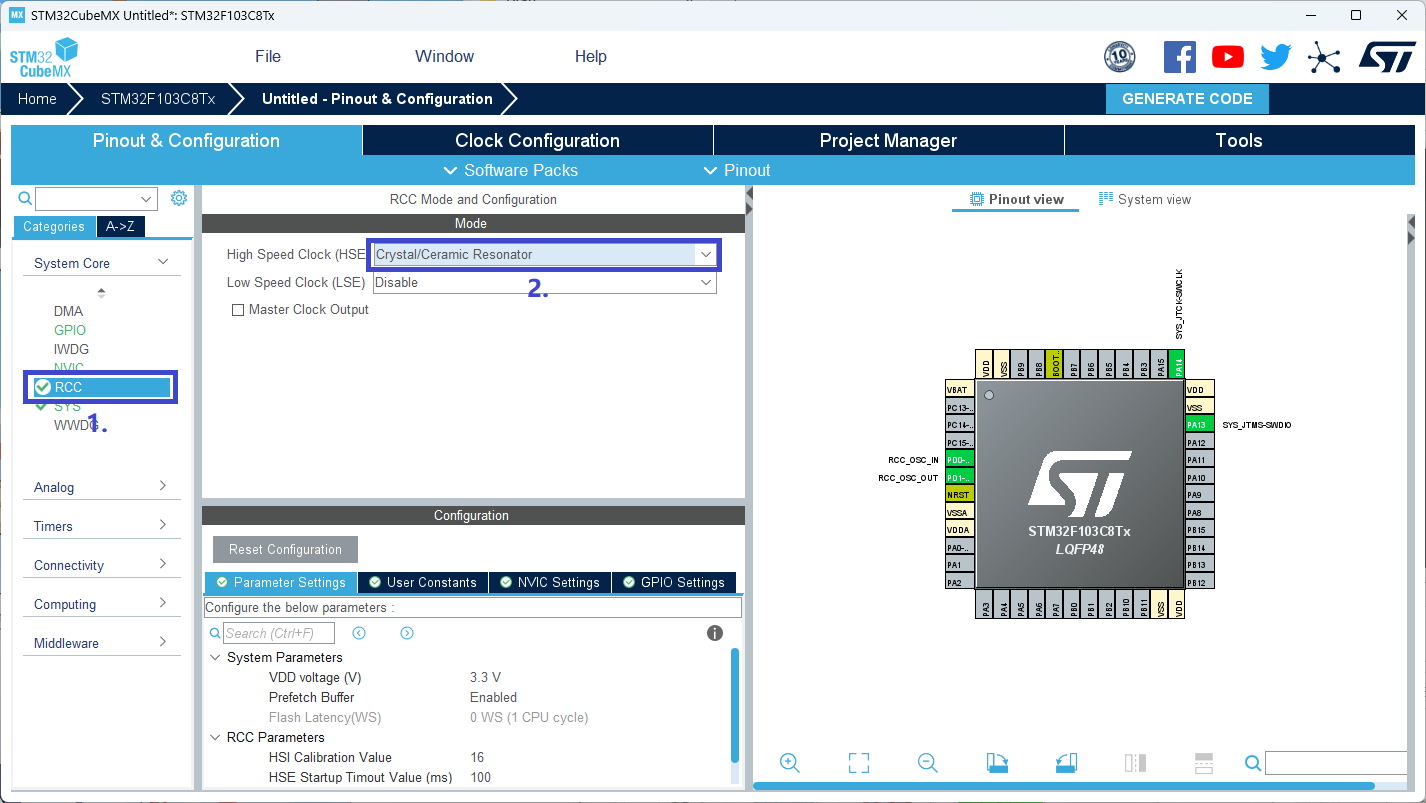 STM32CubeMX Untitled*: STM32F103C8Tx
STM32
CubeMX
File
Window
Help
Home
STM32F103C8Tx
Untitled - Pinout & Configuration
GENERATE CODE
Pinout & Configuration
Clock Configuration
Project Manager
Tools
Software Packs
Pinout
Categories
A->Z
System Core
DMA
GPIO
IWDG
NVIC
RCC
SYS
WWDG
1.
Analog
Timers
Connectivity
Computing
Middleware
RCC Mode and Configuration
Mode
High Speed Clock (HSE
Crystal/Ceramic Resonator
Low Speed Clock (LSE)
Disable
2.
Master Clock Output
Configuration
Reset Configuration
Parameter Settings
User Constants
NVIC Settings
GPIO Settings
Configure the below parameters :
Search (Ctrl+F)
System Parameters
VDD voltage (V) 3.3 V
Prefetch Buffer Enabled
Flash Latency(WS) 0 WS (1 CPU cycle)
RCC Parameters
HSI Calibration Value 16
HSE Startup Timout Value (ms) 100
Pinout view
System view
SYS_JTCK-SWCLK
VDD
VSS
PB9
PB8
BOOT..
PB7
PB6
PB5
PB4
PB3
PA15
PA14
VBAT
PC13-..
PC14-..
PC15-..
RCC_OSC_IN
PD0-..
RCC_OSC_OUT
PD1-..
NRST
VSSA
VDDA
PA0-..
PA1
PA2
STM32F103C8Tx
LQFP48
VDD
VSS
PA13
SYS_JTMS-SWDIO
PA12
PA11
PA10
PA9
PA8
PB15
PB14
PB13
PB12
PA3
PA4
PA5
PA6
PA7
PB0
PB1
PB2
PB10
PB11
VSS
VDD